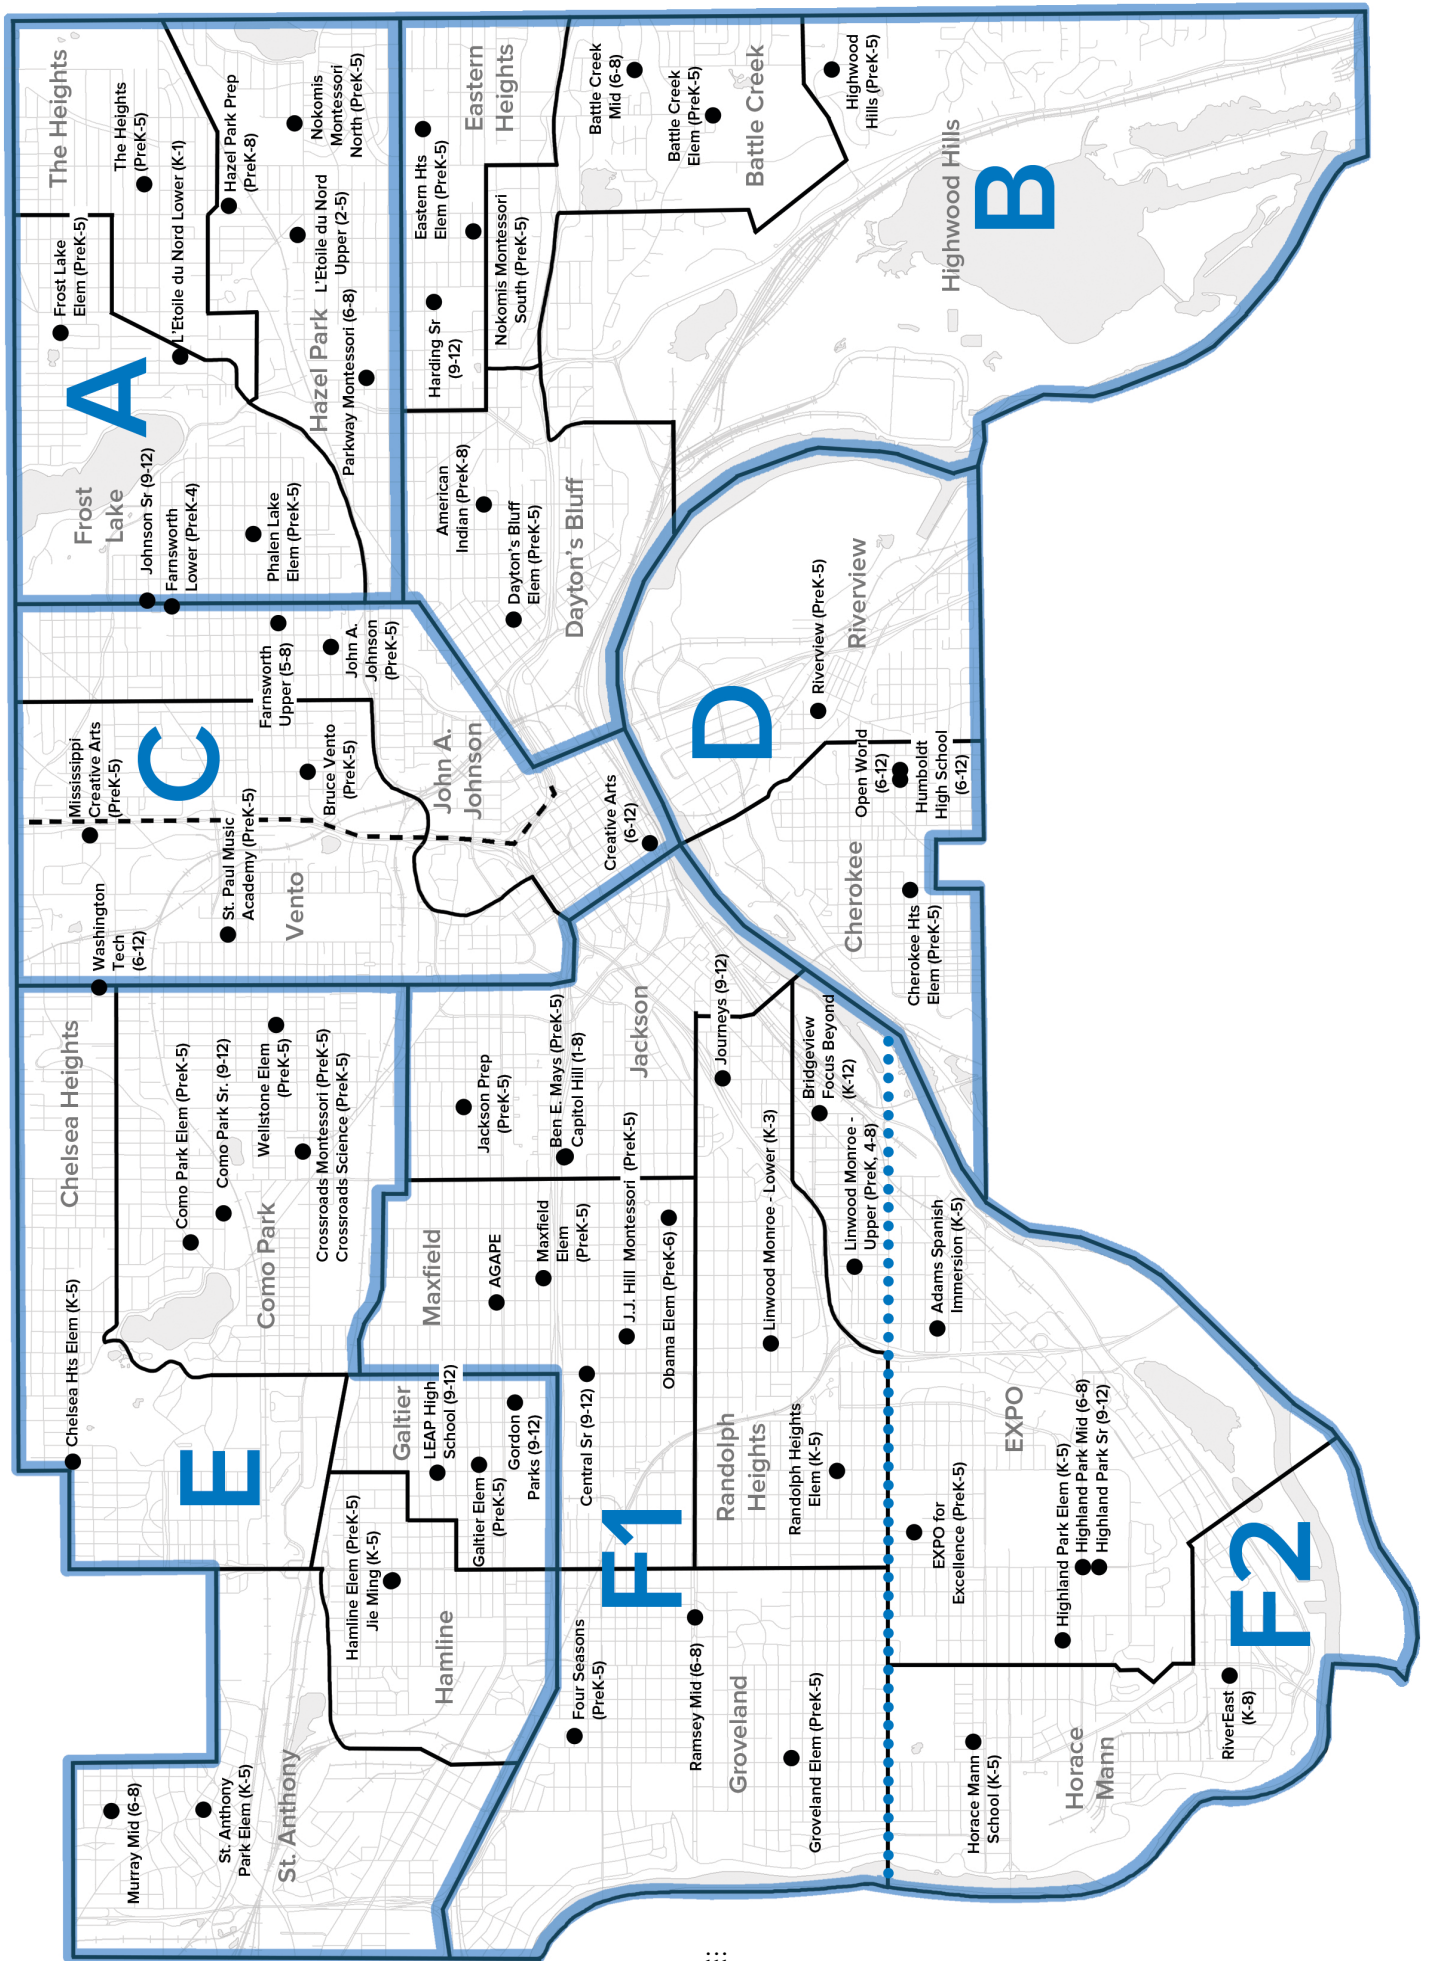 Murray Mid (6-8)
St. Anthony
Park Elem (K-5)
St. Anthony
Chelsea Hts Elem (K-5)
Chelsea Heights
E
Como Park Elem (PreK-5)
Como Park Sr. (9-12)
Como Park
Wellstone Elem
(PreK-5)
Crossroads Montessori (PreK-5)
Crossroads Science (PreK-5)
Hamline Elem (PreK-5)
Jie Ming (K-5)
Hamline
Galtier
LEAP High
School (9-12)
Galtier Elem
(PreK-5)
Gordon
Parks (9-12)
Washington
Tech
(6-12)
Mississippi
Creative Arts
(PreK-5)
C
St. Paul Music
Academy (PreK-5)
Vento
Bruce Vento
(PreK-5)
Farnsworth
Upper (5-8)
John A.
Johnson
(PreK-5)
John A.
Johnson
Creative Arts
(6-12)
Frost
Lake
Johnson Sr (9-12)
Farnsworth
Lower (PreK-4)
Phalen Lake
Elem (PreK-5)
A
Frost Lake
Elem (PreK-5)
The Heights
The Heights
(PreK-5)
L'Etoile du Nord Lower (K-1)
Hazel Park Prep
(PreK-8)
L'Etoile du Nord
Upper (2-5)
Nokomis
Montessori
North (PreK-5)
Hazel Park
Parkway Montessori (6-8)
Maxfield
AGAPE
Maxfield
Elem
(PreK-5)
J.J. Hill Montessori (PreK-5)
Obama Elem (PreK-6)
Central Sr (9-12)
Jackson Prep
(PreK-5)
Ben E. Mays (PreK-5)
Capitol Hill (1-8)
Jackson
F1
Four Seasons
(PreK-5)
Ramsey Mid (6-8)
Groveland
Groveland Elem (PreK-5)
Randolph
Heights
Randolph Heights
Elem (K-5)
Linwood Monroe - Lower (K-3)
Linwood Monroe -
Upper (PreK, 4-8)
Journeys (9-12)
Bridgeview
Focus Beyond
(K-12)
American
Indian (PreK-8)
Dayton's Bluff
Elem (PreK-5)
Dayton's Bluff
Harding Sr
(9-12)
Eastern Hts
Elem (PreK-5)
Eastern
Heights
Nokomis Montessori
South (PreK-5)
Battle Creek
Mid (6-8)
Battle Creek
Elem (PreK-5)
Battle Creek
Highwood
Hills (PreK-5)
Highwood Hills
B
D
Riverview (PreK-5)
Riverview
Open World
(6-12)
Humboldt
High School
(6-12)
Cherokee
Cherokee Hts
Elem (PreK-5)
Adams Spanish
Immersion (K-5)
EXPO
EXPO for
Excellence (PreK-5)
Highland Park Elem (K-5)
Highland Park Mid (6-8)
Highland Park Sr (9-12)
Horace Mann
School (K-5)
Horace
Mann
F2
RiverEast
(K-8)